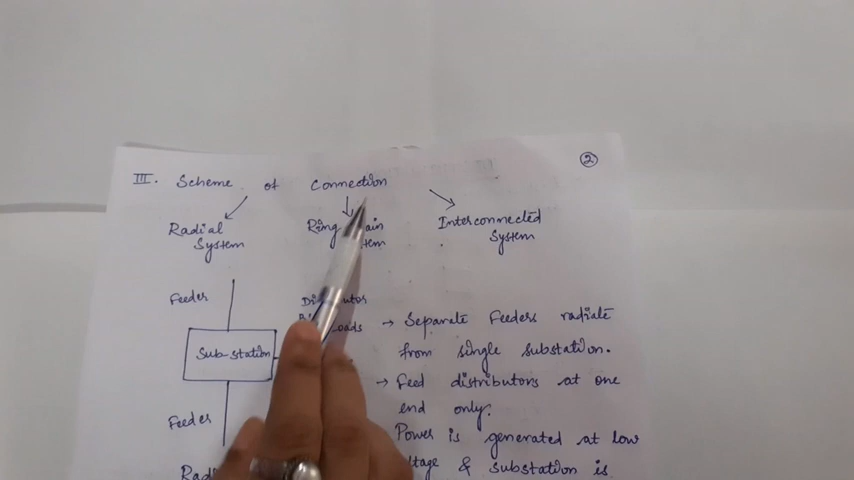 ②
III. Scheme of Connection
Radial System
Ring
Interconnected System
Feeder
Sub-station
Feeder
→ Separate Feeders radiate
from single substation.
→ Feed distributors at one
end only.
Power is generated at low
& substation is